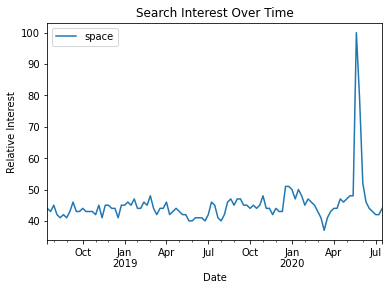 Search Interest Over Time
space
Relative Interest
100
90
80
70
60
50
40
Oct
Jan
2019
Apr
Jul
Oct
Jan
2020
Apr
Jul
Date